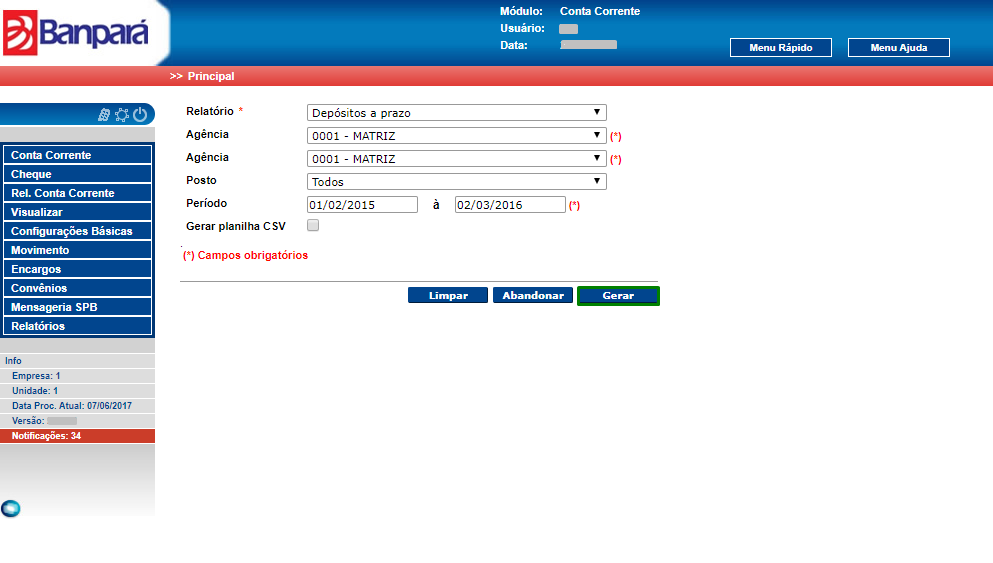 Banpará
Módulo: Conta Corrente
Usuário:
Data:
Menu Rápido
Menu Ajuda
>> Principal
Conta Corrente
Cheque
Rel. Conta Corrente
Visualizar
Configurações Básicas
Movimento
Encargos
Convênios
Mensageria SPB
Relatórios
Info
Empresa: 1
Unidade: 1
Data Proc. Atual: 07/06/2017
Versão:
Notificações: 34
Relatório * Depósitos a prazo
Agência 0001 - MATRIZ (*)
Agência 0001 - MATRIZ (*)
Posto Todos
Período 01/02/2015 à 02/03/2016 (*)
Gerar planilha CSV
(*) Campos obrigatórios
Limpar Abandonar Gerar